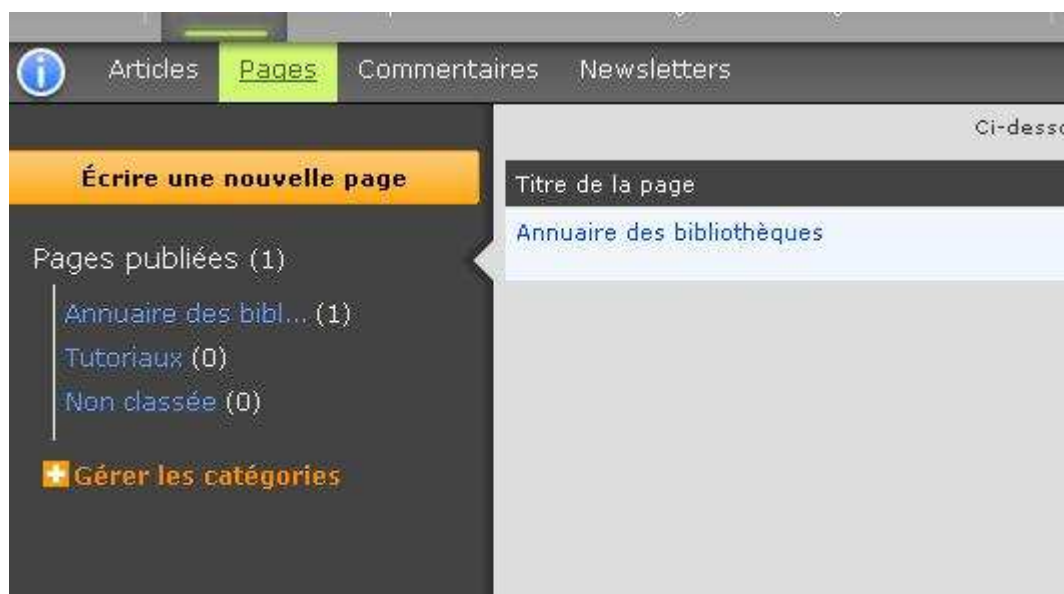 Articles Pages Commentaires Newsletters
Ci-desso
Écrire une nouvelle page
Titre de la page
Annuaire des bibliothèques
Pages publiées (1)
Annuaire des bibl... (1)
Tutoriaux (0)
Non classée (0)
Gérer les catégories